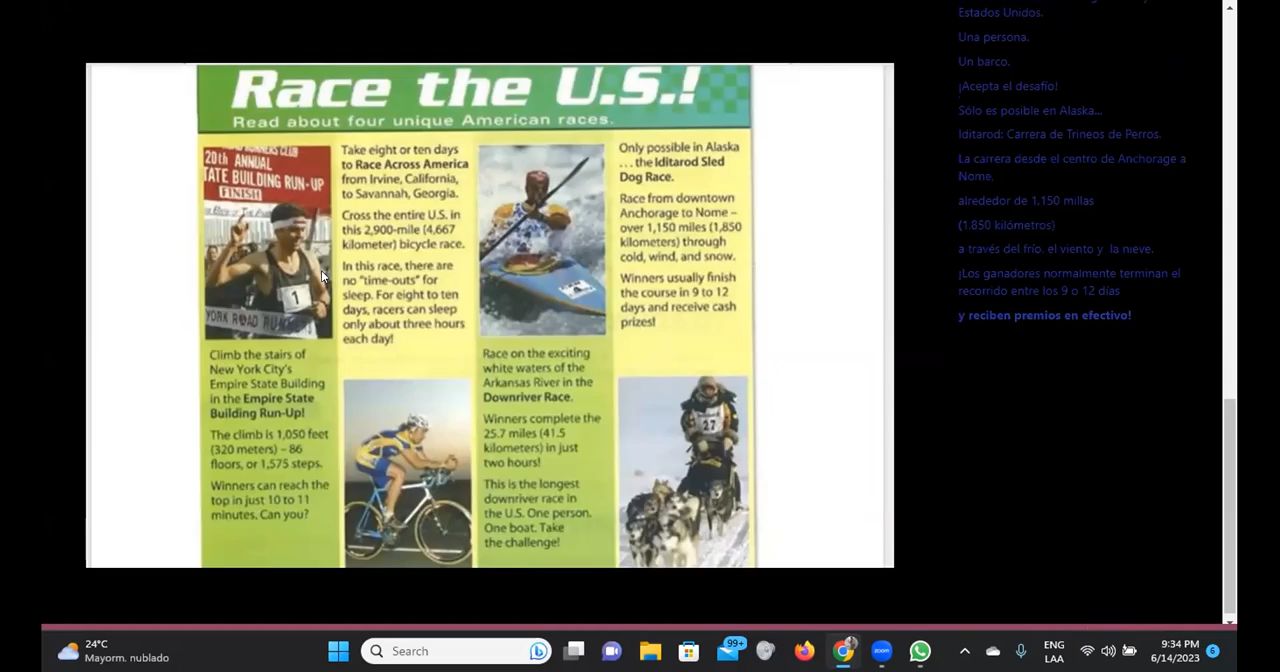 Race the U.S.!
Read about four unique American races.
20th ANNUAL
TATE BUILDING RUN-UP
FINISH
1
YORK ROAD RUNNERS
Climb the stairs of
New York City's
Empire State Building
in the Empire State
Building Run-Up!
The climb is 1,050 feet
(320 meters) – 86
floors, or 1,575 steps.
Winners can reach the
top in just 10 to 11
minutes. Can you?
Take eight or ten days
to Race Across America
from Irvine, California,
to Savannah, Georgia.
Cross the entire U.S. in
this 2,900-mile (4,667
kilometer) bicycle race.
In this race, there are
no "time-outs" for
sleep. For eight to ten
days, racers can sleep
only about three hours
each day!
Race on the exciting
white waters of the
Arkansas River in the
Downriver Race.
Winners complete the
25.7 miles (41.5
kilometers) in just
two hours!
This is the longest
downriver race in
the U.S. One person.
One boat. Take
the challenge!
Only possible in Alaska
... the Iditarod Sled
Dog Race.
Race from downtown
Anchorage to Nome –
over 1,150 miles (1,850
kilometers) through
cold, wind, and snow.
Winners usually finish
the course in 9 to 12
days and receive cash
prizes!
27
Estados Unidos.
Una persona.
Un barco.
¡Acepta el desafío!
Sólo es posible en Alaska...
Iditarod: Carrera de Trineos de Perros.
La carrera desde el centro de Anchorage a
Nome.
alrededor de 1,150 millas
(1.850 kilómetros)
a través del frío, el viento y la nieve.
¡Los ganadores normalmente terminan el
recorrido entre los 9 o 12 días
y reciben premios en efectivo!
24°C
Mayorm. nublado
Search
99+
zoom
ENG
LAA
9:34 PM
6/14/2023
6